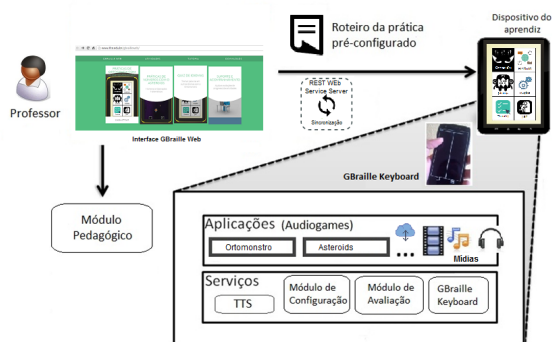 Dispositivo do
aprendiz
Roteiro da prática
pré-configurado
REST Web
Service Server
Sincronização
Professor
Interface GBraille Web
GBraille Keyboard
Módulo
Pedagógico
Aplicações (Audiogames)
Ortomonstro
Asteroids
...
Mídias
Serviços
TTS
Módulo de
Configuração
Módulo de
Avaliação
GBraille
Keyboard